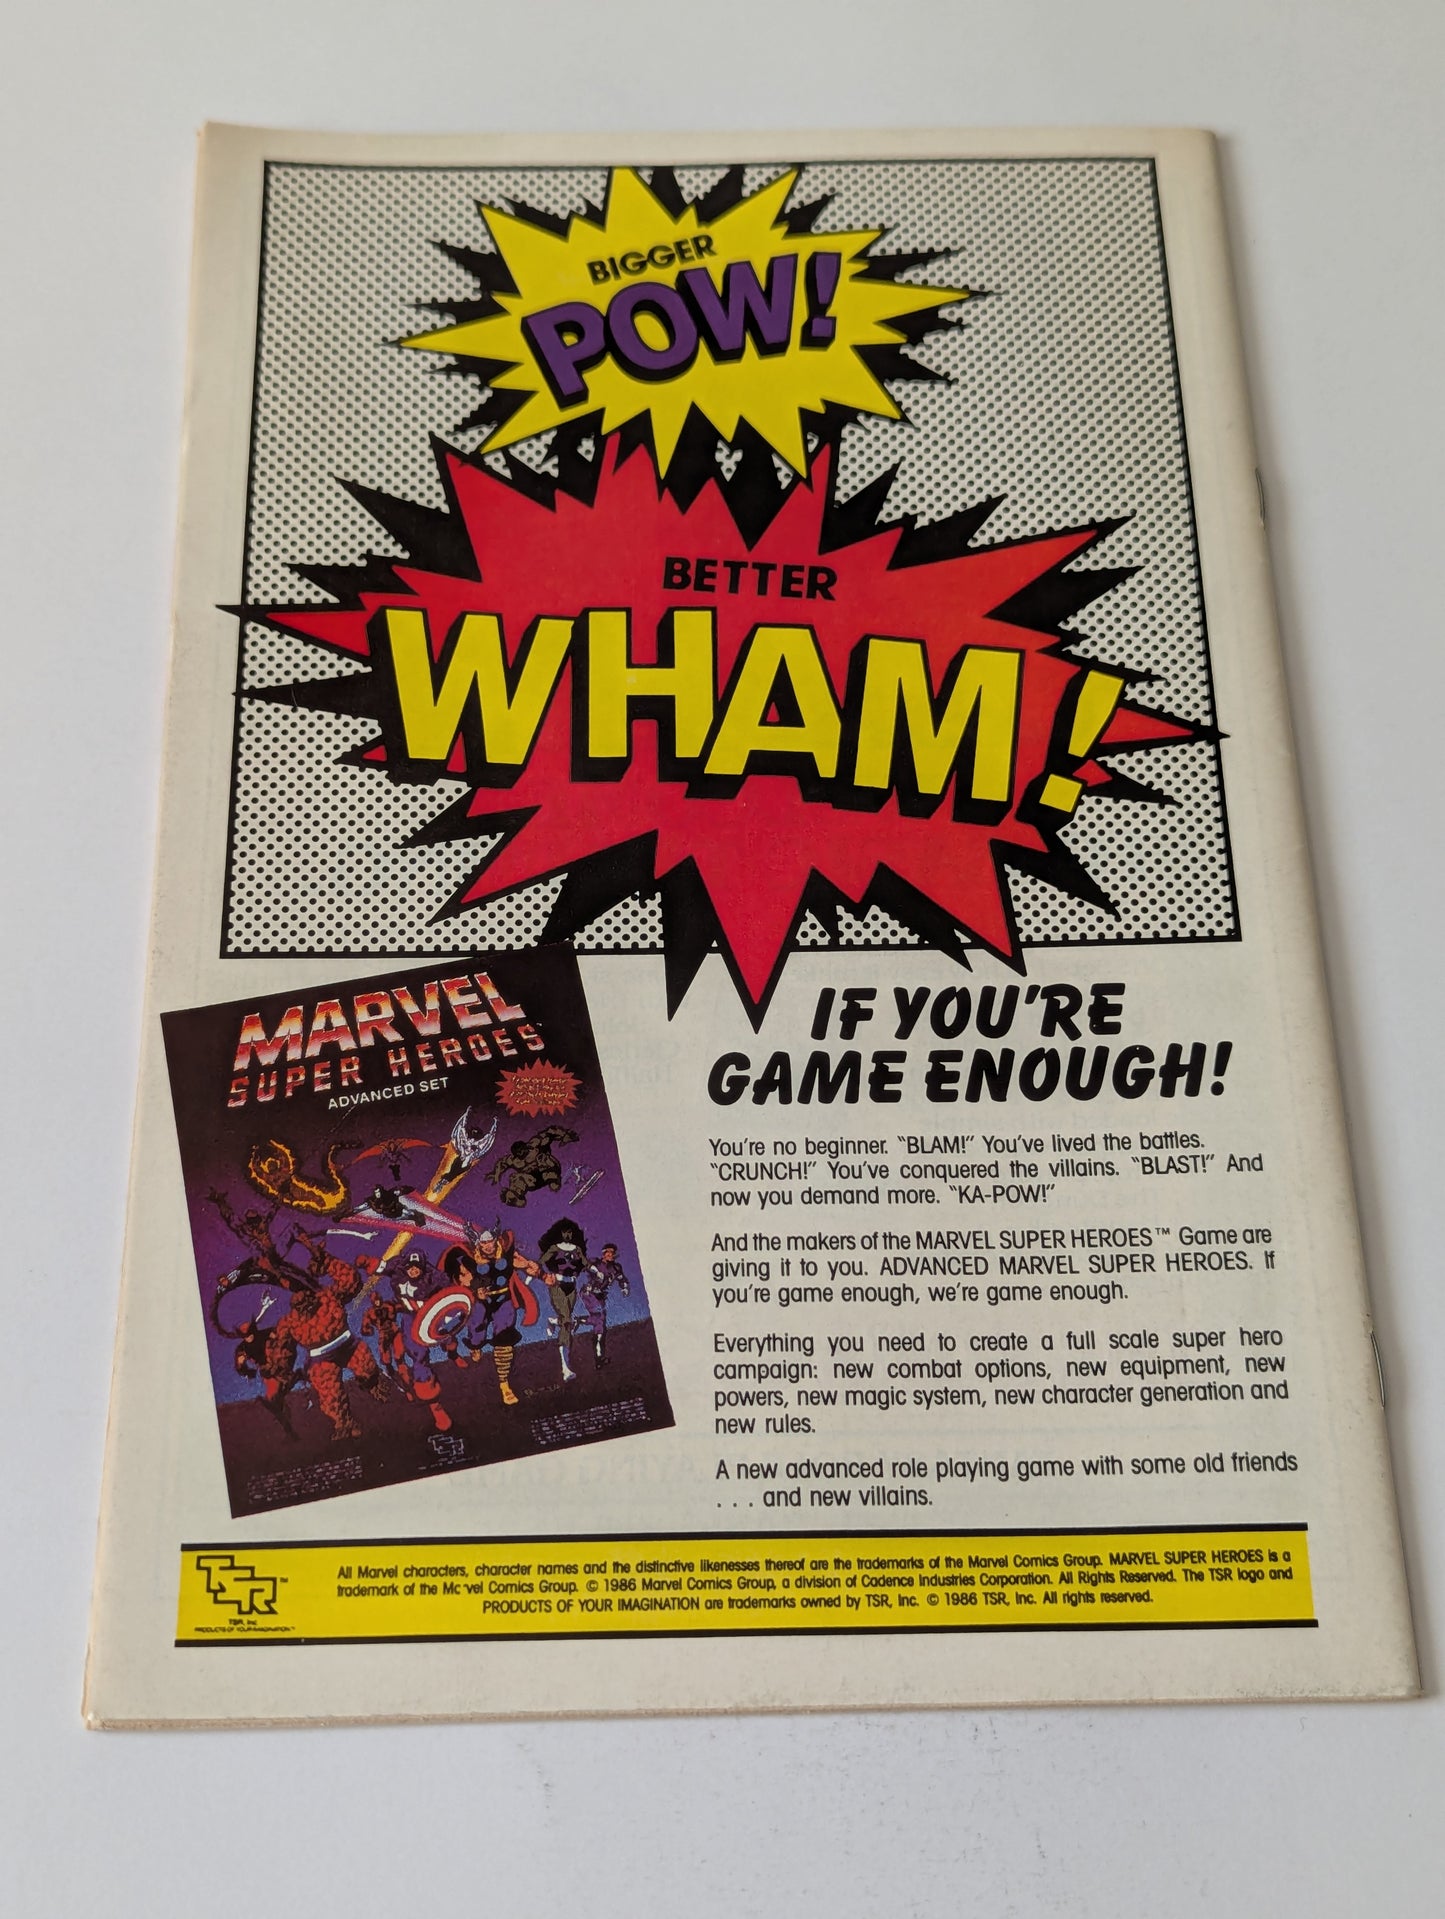 BIGGER
POW!
BETTER
WHAM!
MARVEL
SUPER HEROES
ADVANCED SET
IF YOU'RE
GAME ENOUGH!
You're no beginner. “BLAM!” You've lived the battles.
“CRUNCH!” You've conquered the villains. “BLAST!” And
now you demand more. “KA-POW!”
And the makers of the MARVEL SUPER HEROES™ Game are
giving it to you. ADVANCED MARVEL SUPER HEROES. If
you're game enough, we're game enough.
Everything you need to create a full scale super hero
campaign: new combat options, new equipment, new
powers, new magic system, new character generation and
new rules.
A new advanced role playing game with some old friends
. . . and new villains.
TSR™
TSR, Inc.
PRODUCTS OF YOUR IMAGINATION™
All Marvel characters, character names and the distinctive likenesses thereof are the trademarks of the Marvel Comics Group. MARVEL SUPER HEROES is a
trademark of the Marvel Comics Group. © 1986 Marvel Comics Group, a division of Cadence Industries Corporation. All Rights Reserved. The TSR logo and
PRODUCTS OF YOUR IMAGINATION are trademarks owned by TSR, Inc. © 1986 TSR, Inc. All rights reserved.